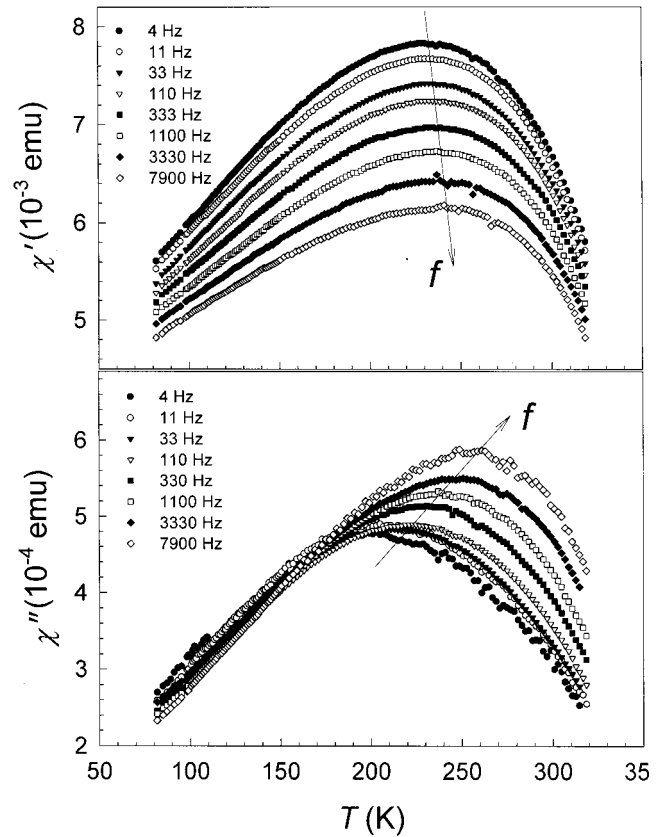 8
7
6
5
χ′(10⁻³ emu)
4 Hz
11 Hz
33 Hz
110 Hz
333 Hz
1100 Hz
3330 Hz
7900 Hz
f
6
5
4
3
2
χ″(10⁻⁴ emu)
4 Hz
11 Hz
33 Hz
110 Hz
330 Hz
1100 Hz
3330 Hz
7900 Hz
f
50 100 150 200 250 300 35
T (K)